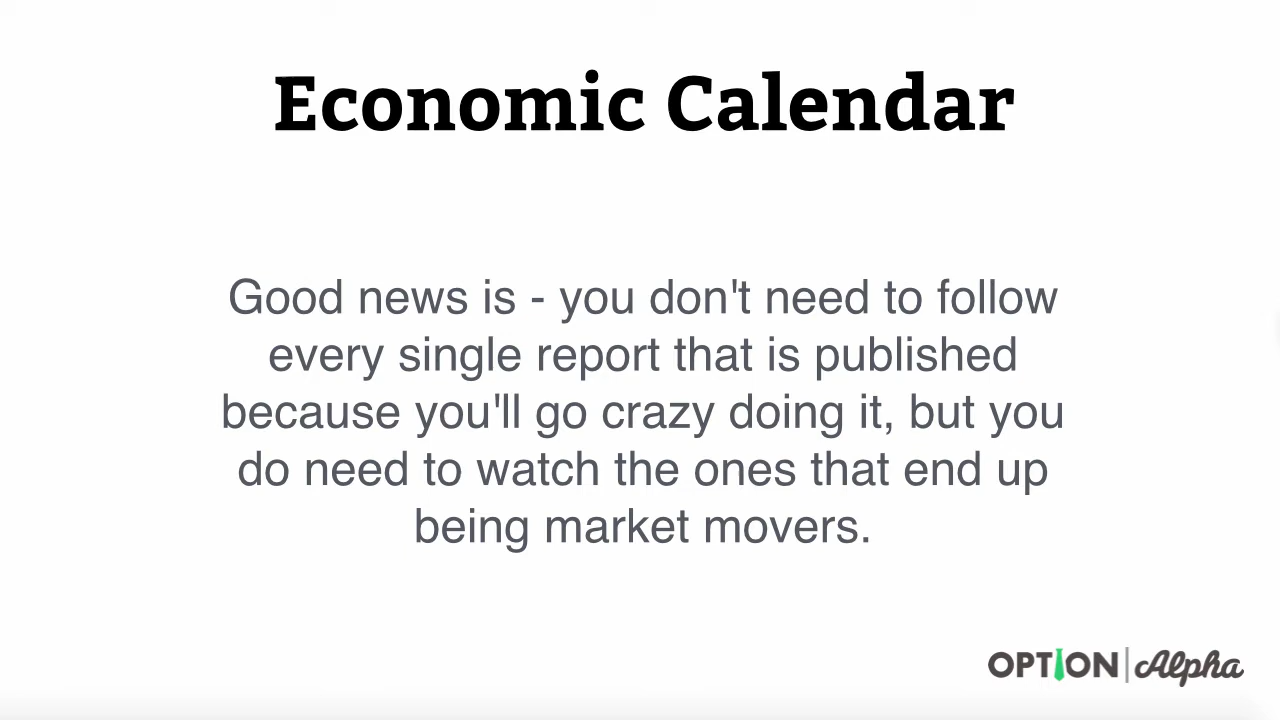 Economic Calendar
Good news is - you don't need to follow
every single report that is published
because you'll go crazy doing it, but you
do need to watch the ones that end up
being market movers.
OPTION | Alpha